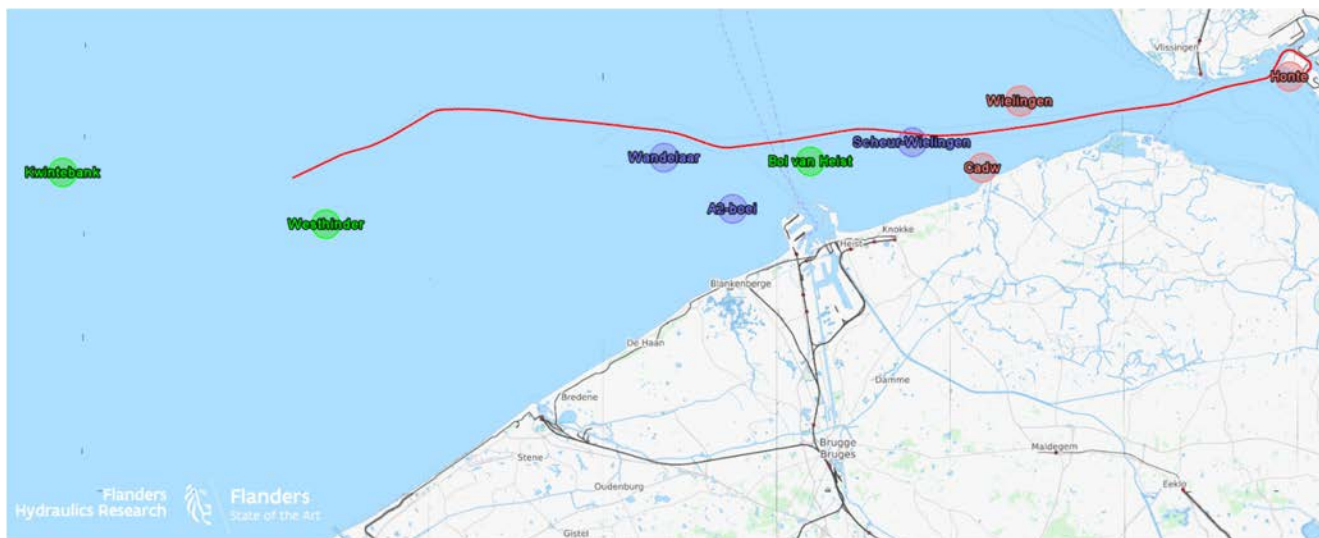 Vlissingen
Honte
Wielingen
Scheur-Wielingen
Wandelaar
Bol van Heist
Cadw
Kwintebank
A2-boei
Westhinder
Knokke
Heist
Blankenberge
De Haan
Damme
Bredene
Brugge
Bruges
Maldegem
Stene
Oudenburg
Eeklo
Gistel
Flanders
Hydraulics Research
Flanders
State of the Art